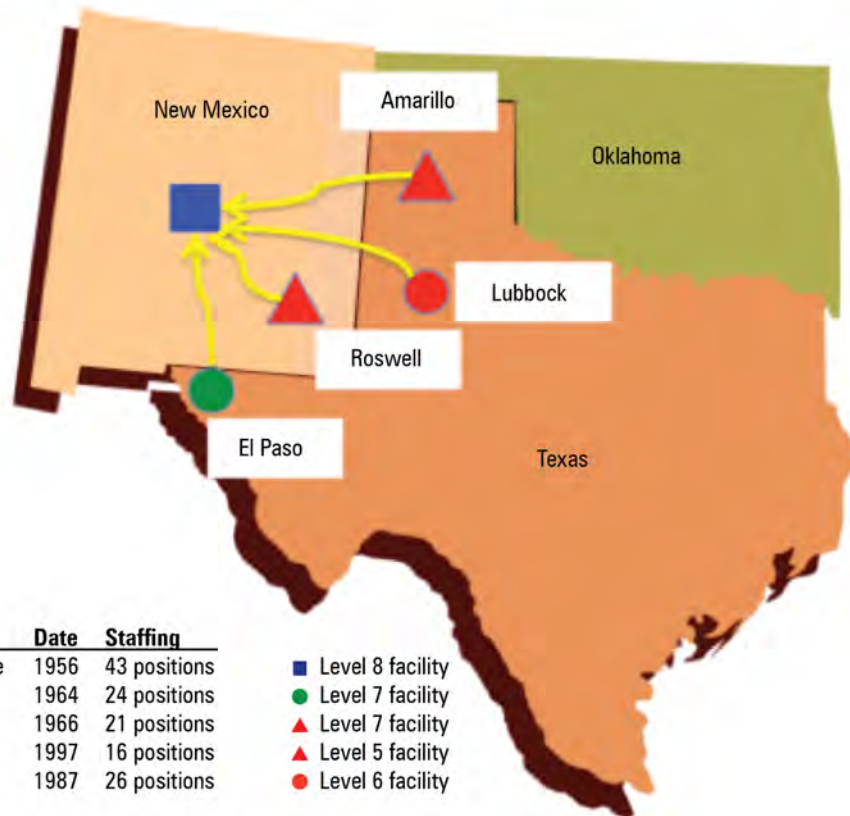 New Mexico
Amarillo
Oklahoma
Lubbock
Roswell
El Paso
Texas
Date Staffing
1956 43 positions
1964 24 positions
1966 21 positions
1997 16 positions
1987 26 positions
Level 8 facility
Level 7 facility
Level 7 facility
Level 5 facility
Level 6 facility